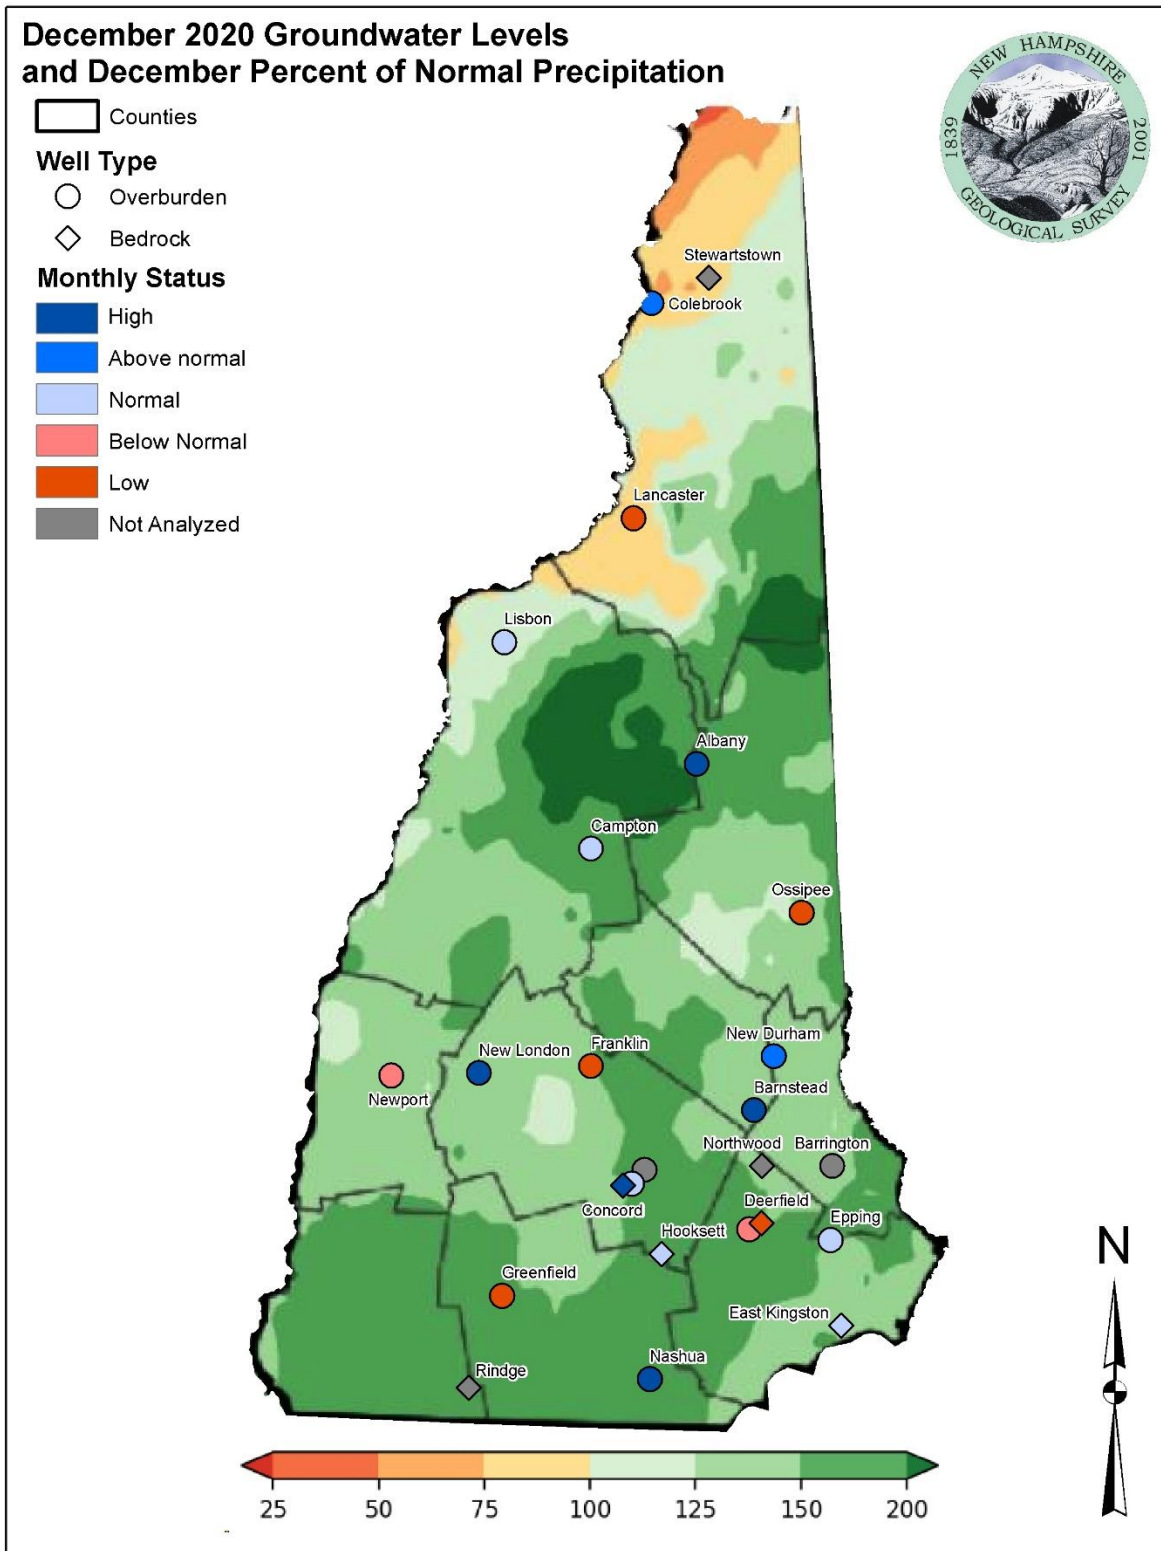 December 2020 Groundwater Levels
and December Percent of Normal Precipitation
Counties
Well Type
Overburden
Bedrock
Monthly Status
High
Above normal
Normal
Below Normal
Low
Not Analyzed
NEW HAMPSHIRE
1839
2001
GEOLOGICAL SURVEY
Stewartstown
Colebrook
Lancaster
Lisbon
Albany
Campton
Ossipee
New Durham
Franklin
New London
Barnstead
Newport
Northwood
Barrington
Concord
Deerfield
Epping
Hooksett
Greenfield
East Kingston
Nashua
Rindge
N
25 50 75 100 125 150 200